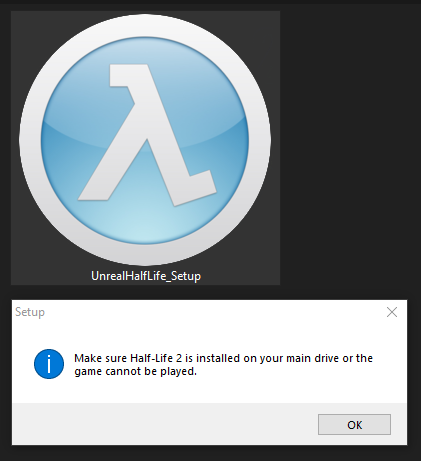 UnrealHalfLife_Setup
Setup
Make sure Half-Life 2 is installed on your main drive or the
game cannot be played.
OK